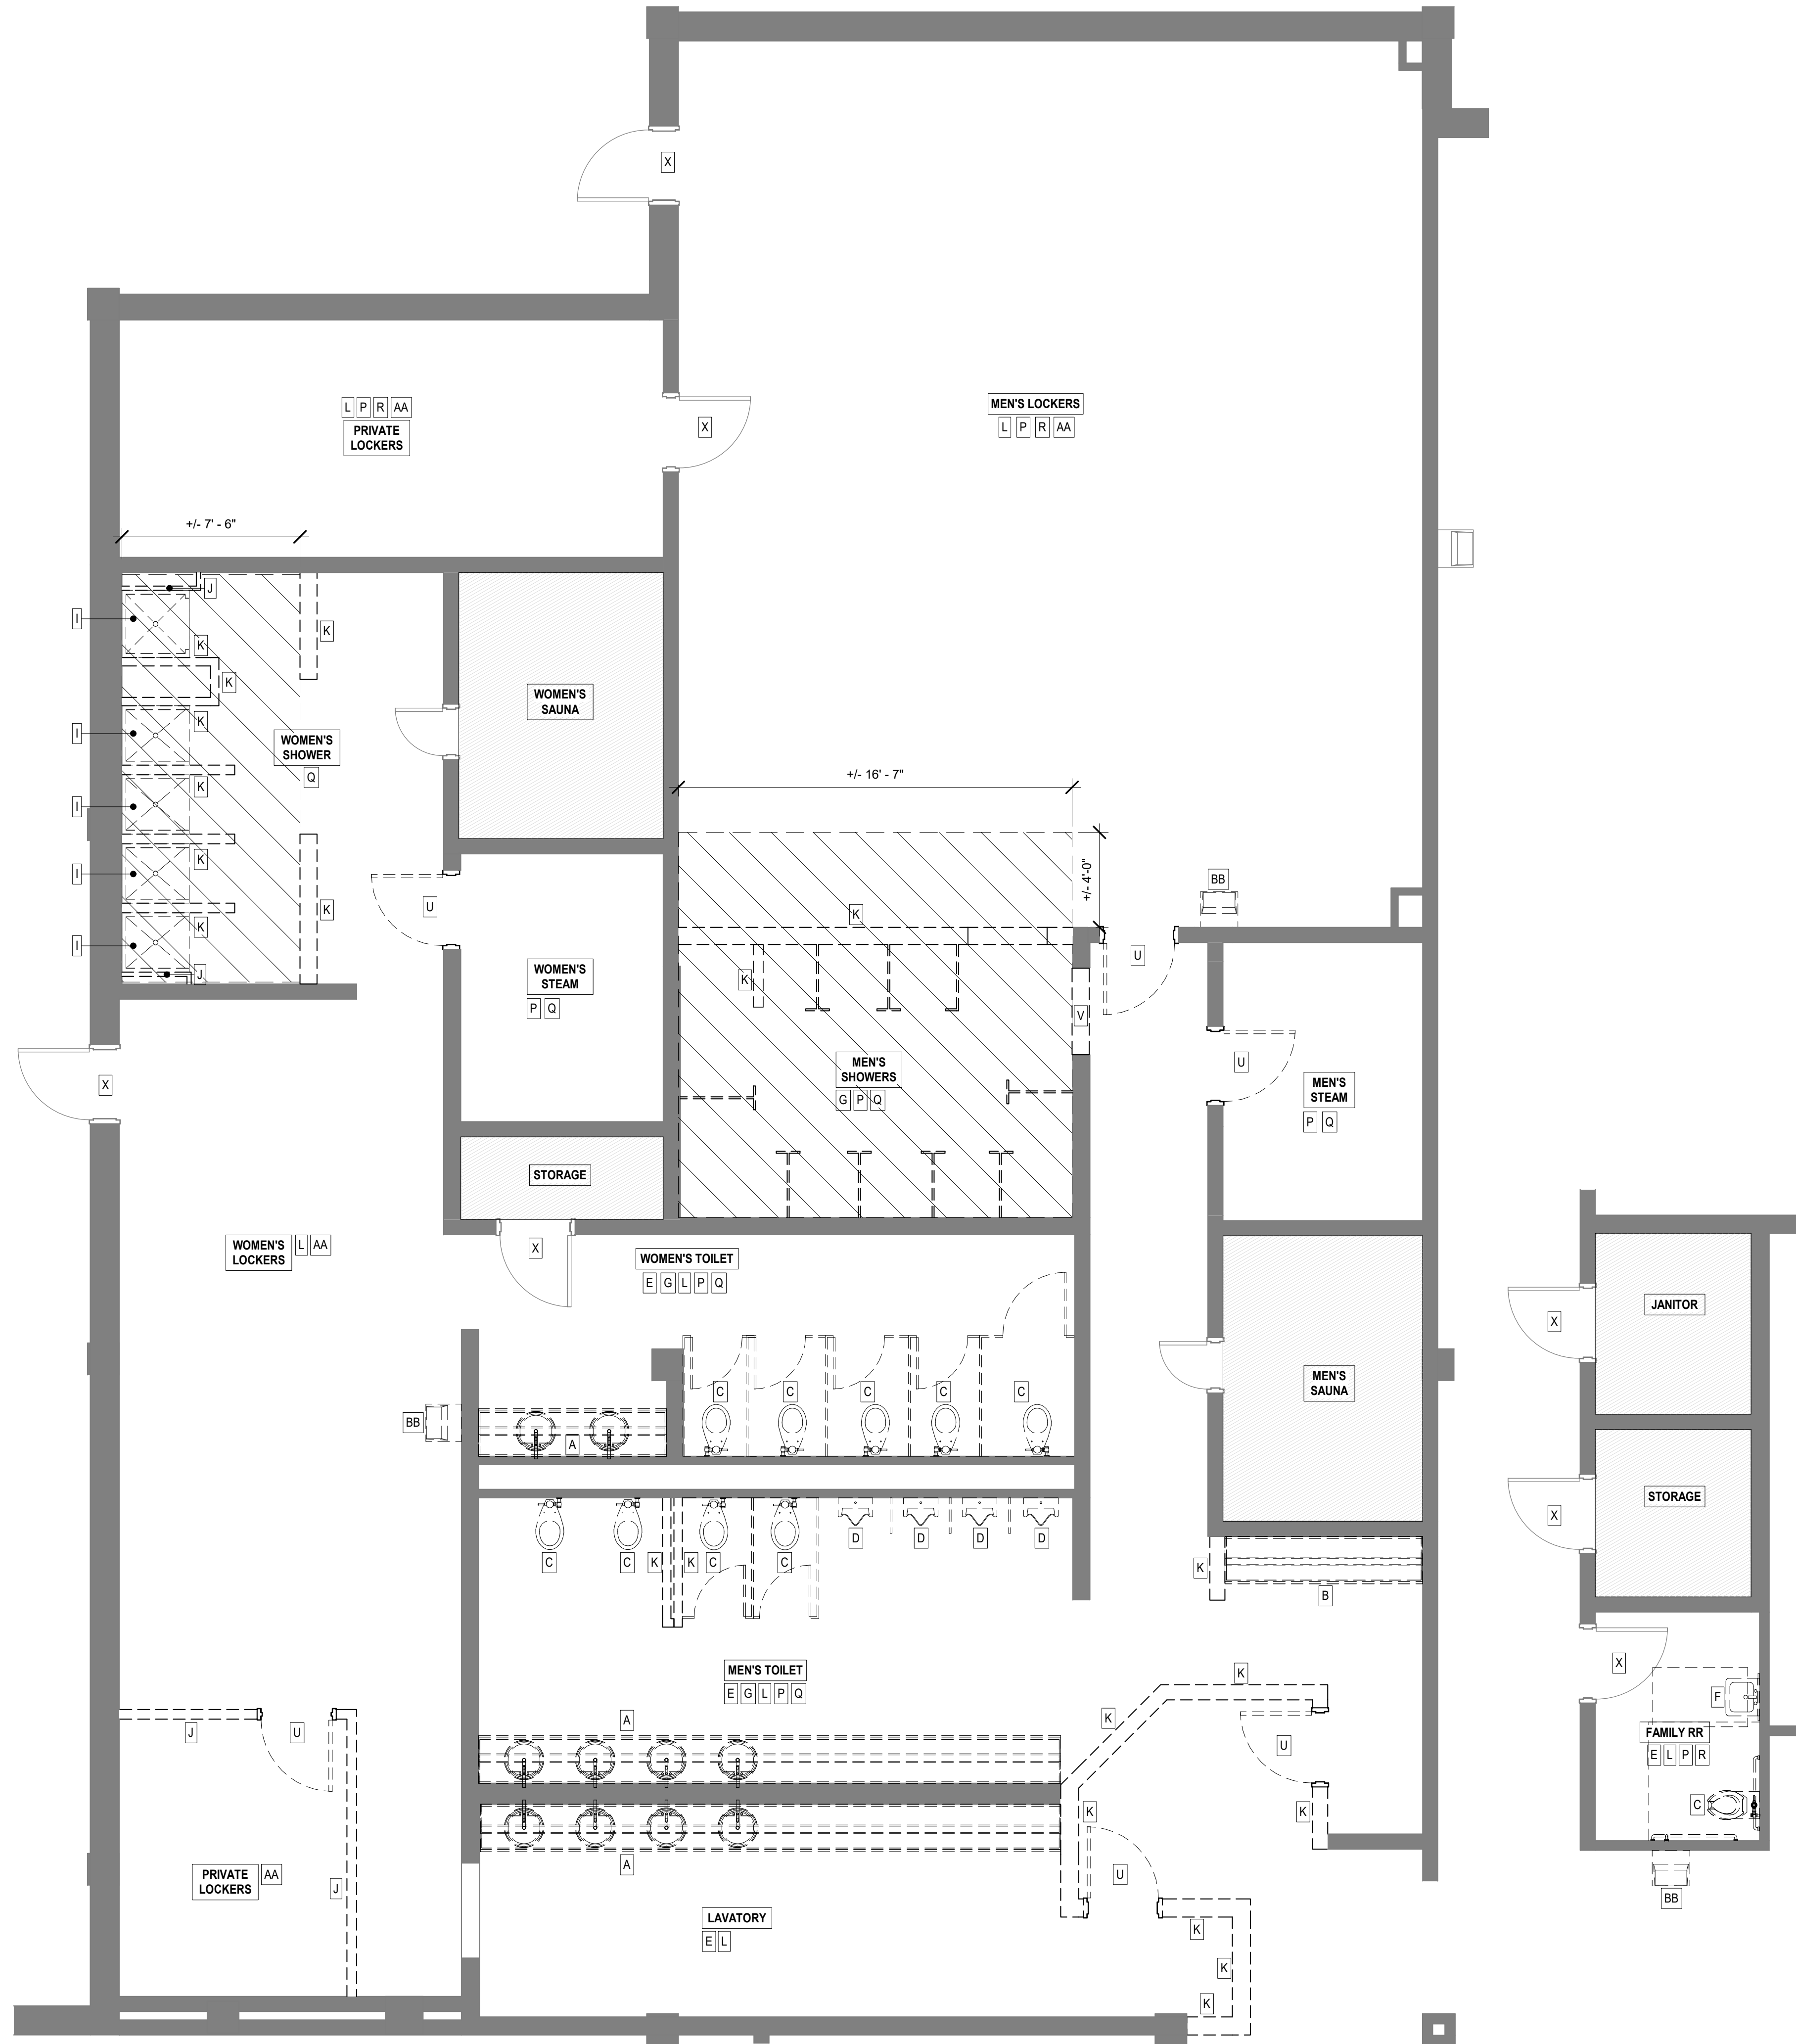 X
L P R AA
PRIVATE
LOCKERS
MEN'S LOCKERS
L P R AA
X
+/- 7' - 6"
J
I
K
K
K
WOMEN'S
SAUNA
K
I
WOMEN'S
SHOWER
Q
K
I
+/- 16' - 7"
K
I
+/- 4'-0"
BB
U
K
K
K
I
J
U
WOMEN'S
STEAM
P Q
K
V
MEN'S
SHOWERS
G P Q
U
MEN'S
STEAM
P Q
X
STORAGE
WOMEN'S
LOCKERS
L AA
X
WOMEN'S TOILET
E G L P Q
JANITOR
X
MEN'S
SAUNA
C C C C C
BB
A
STORAGE
X
D D D D
C C K K C C
K
B
MEN'S TOILET
E G L P Q
K
X
K
F
A
J
U
U
FAMILY RR
E L P R
C
K
K
A
PRIVATE
LOCKERS
AA
J
U
BB
LAVATORY
E L
K
K
K